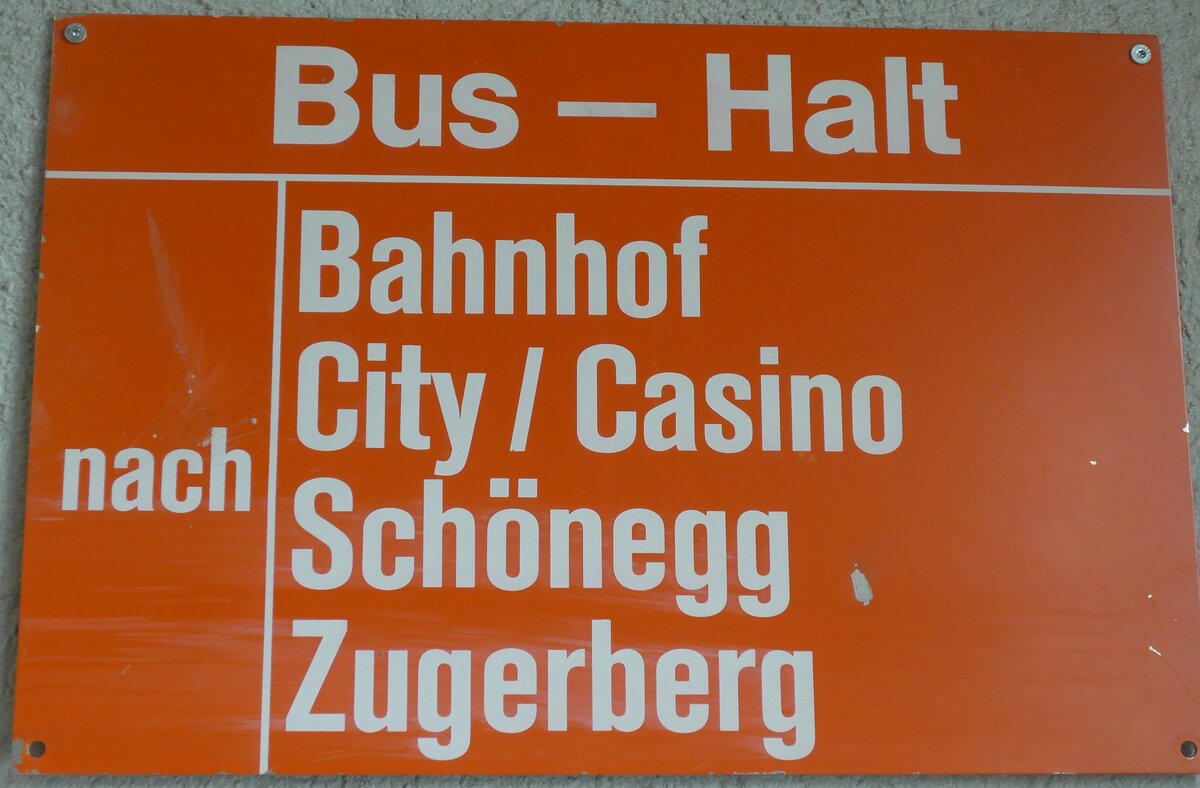 Bus – Halt
nach
Bahnhof
City / Casino
Schönegg
Zugerberg